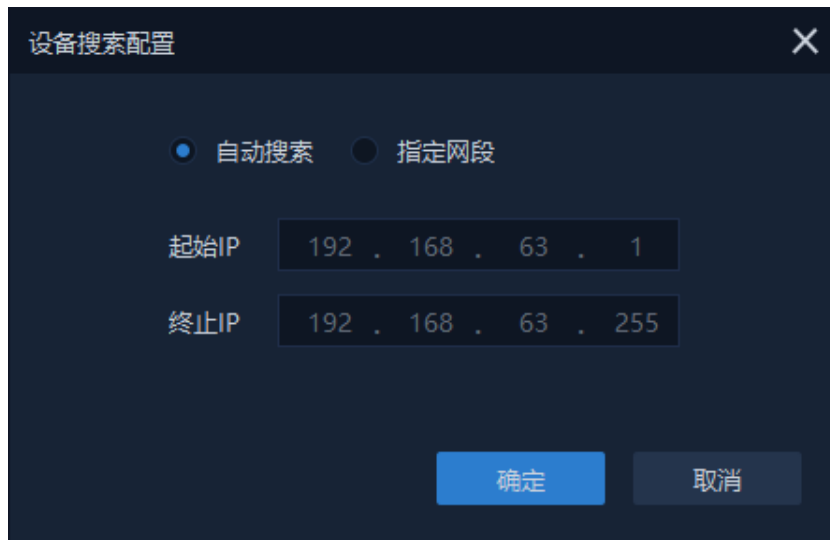 设备搜索配置
自动搜索 指定网段
起始IP 192 . 168 . 63 . 1
终止IP 192 . 168 . 63 . 255
确定 取消